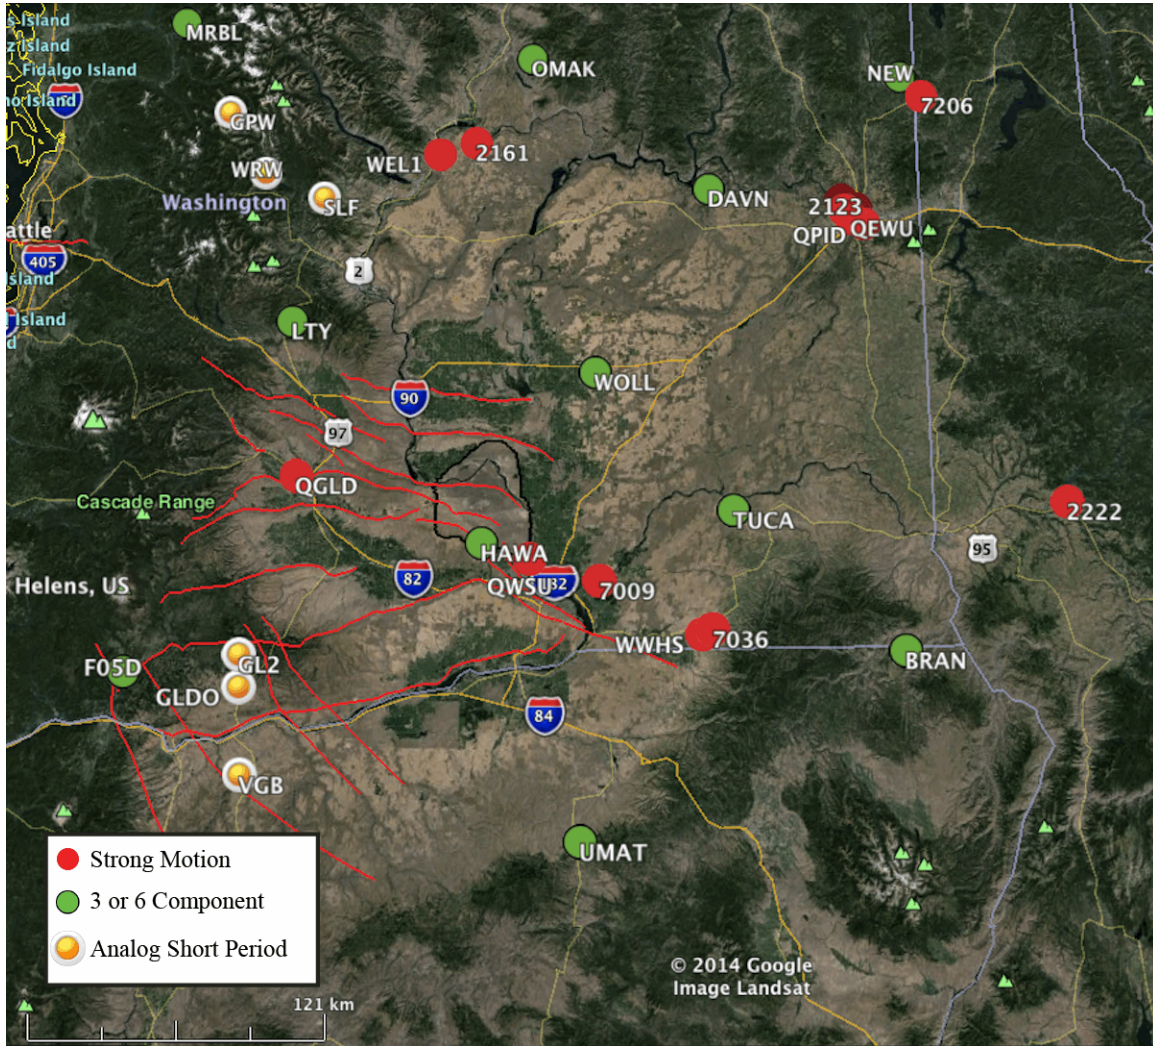 s Island
MRBL
z Island
OMAK
Fidalgo Island
NEW
no Island
7206
GPW
WEL1
2161
WRW
Washington
SLF
DAVN
2123
QPID
QEWU
attle
405
2
Island
Island
d
LTY
WOLL
90
97
QGLD
Cascade Range
TUCA
2222
95
HAWA
Helens, US
82
QWSU
82
7009
WWHS
7036
BRAN
F05D
GL2
GLDO
84
VGB
UMAT
Strong Motion
3 or 6 Component
Analog Short Period
© 2014 Google
Image Landsat
121 km